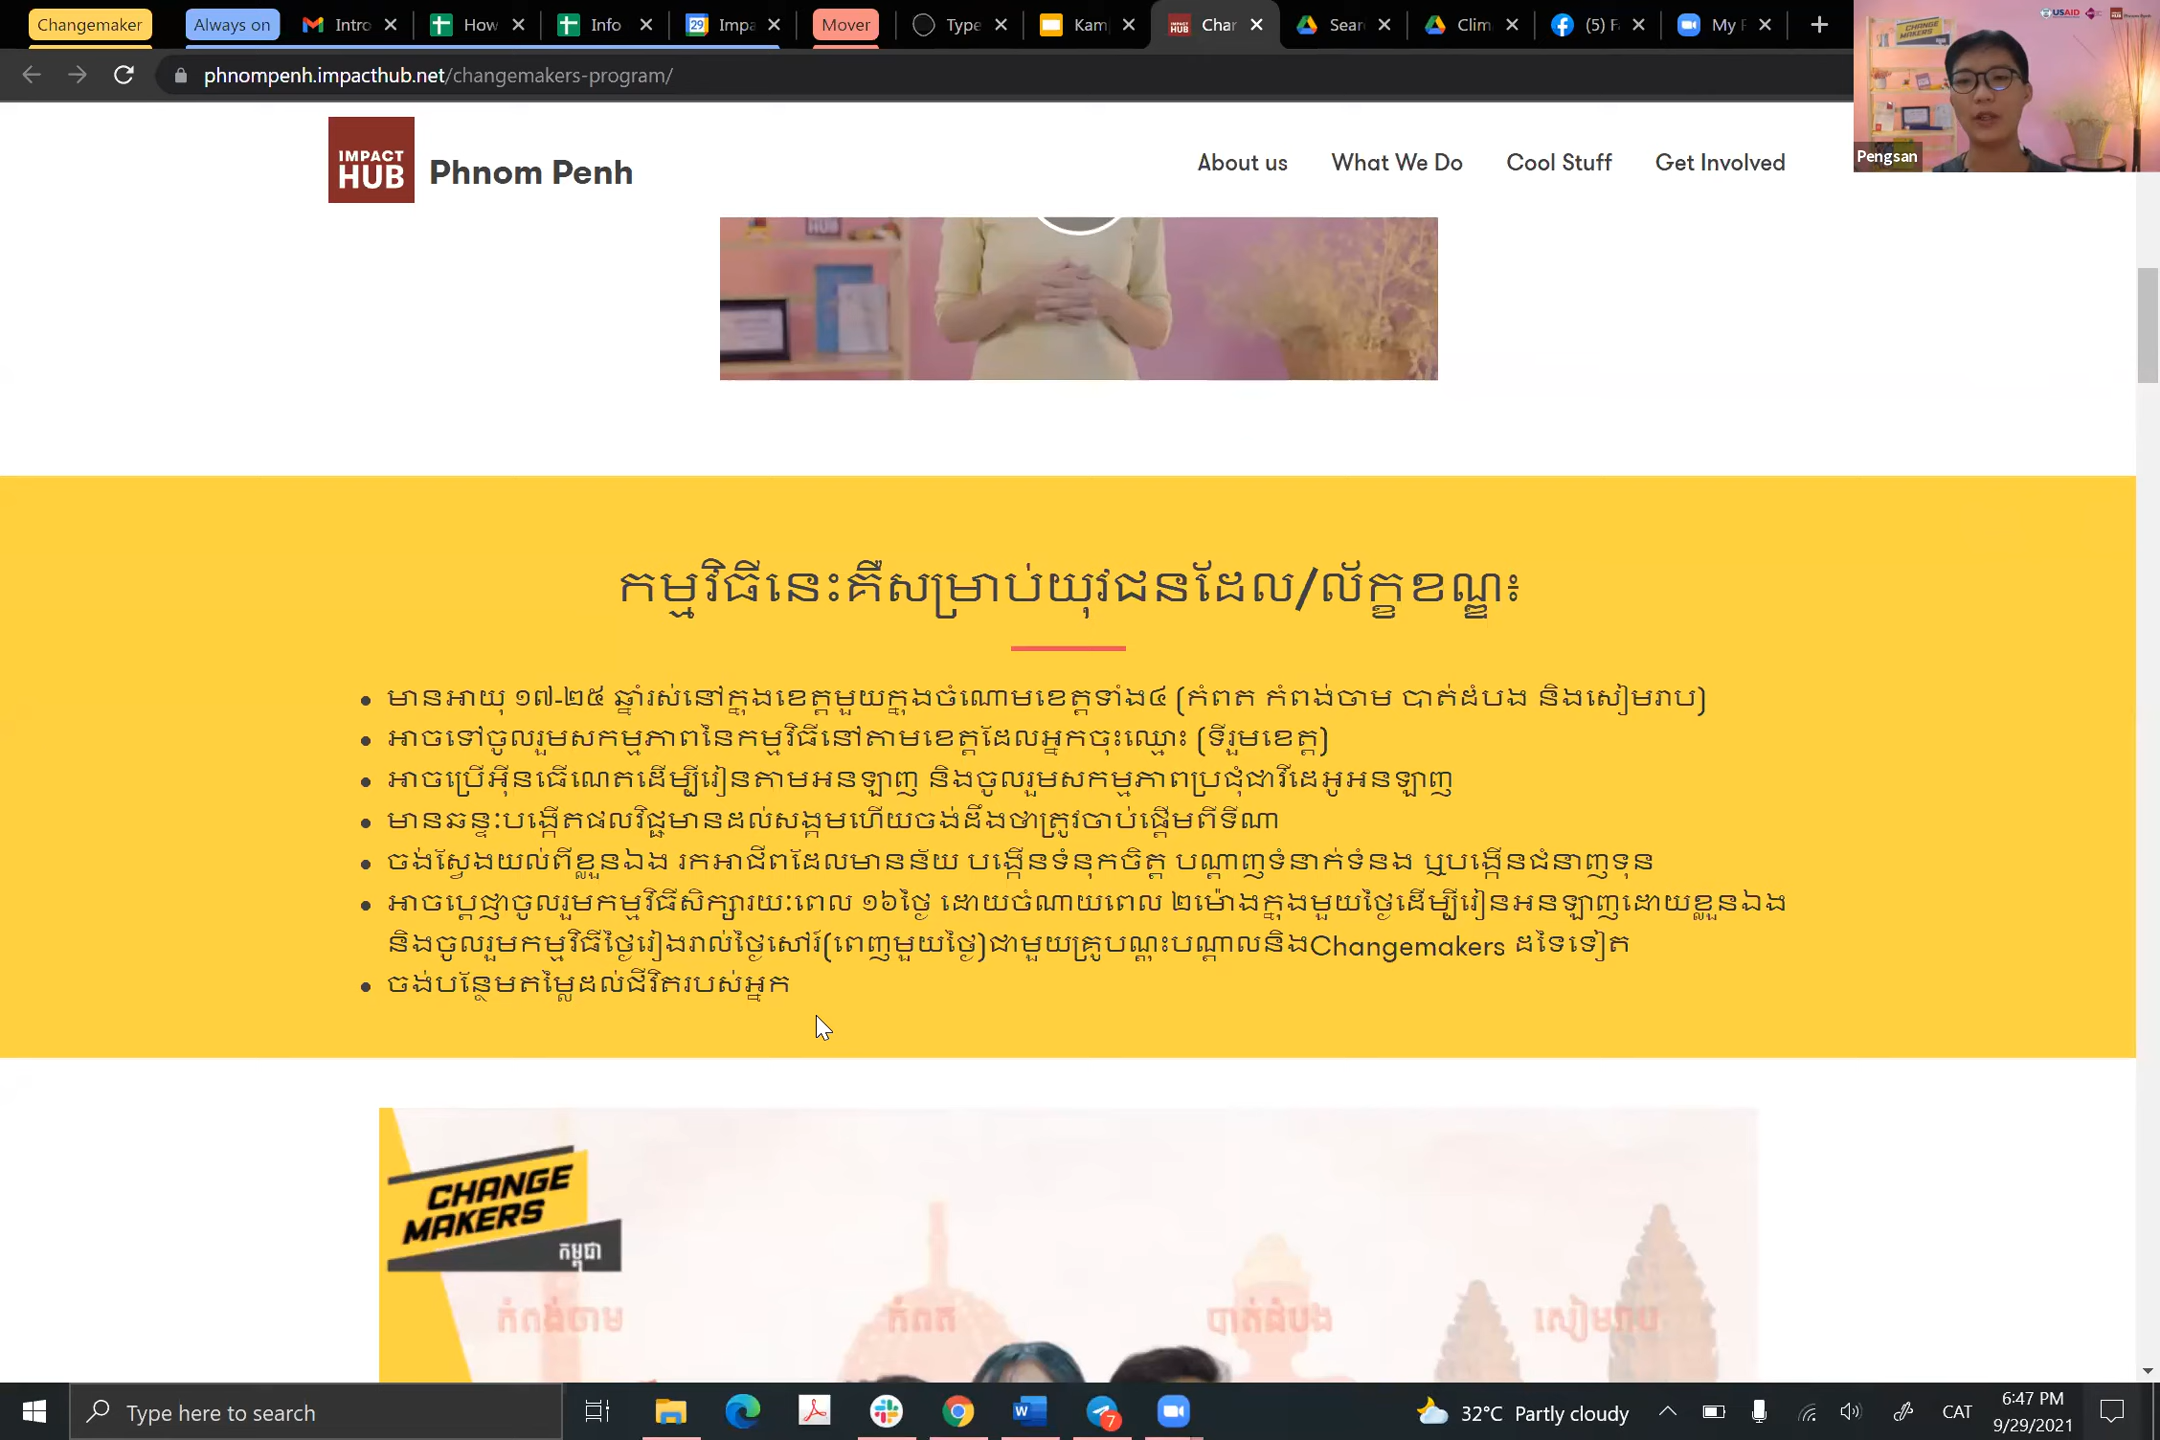 Changemaker Always on Intro How Info Impa Mover Type Kamp Char Sear Clim (5) F My P
phnompenh.impacthub.net/changemakers-program/
IMPACT HUB Phnom Penh
About us What We Do Cool Stuff Get Involved
CHANGE MAKERS
USAID
Pengsan
កម្មវិធីនេះគឺសម្រាប់យុវជនដែល/ល័ក្ខខណ្ឌ៖
មានអាយុ ១៧-២៥ ឆ្នាំរស់នៅក្នុងខេត្តមួយក្នុងចំណោមខេត្តទាំង៤ (កំពត កំពង់ចាម បាត់ដំបង និងសៀមរាប)
អាចទៅចូលរួមសកម្មភាពនៃកម្មវិធីនៅតាមខេត្តដែលអ្នកចុះឈ្មោះ (ទីរួមខេត្ត)
អាចប្រើអ៊ីនធើណេតដើម្បីរៀនតាមអនឡាញ និងចូលរួមសកម្មភាពប្រជុំជាវីដេអូអនឡាញ
មានឆន្ទៈបង្កើតផលវិជ្ជមានដល់សង្គមហើយចង់ដឹងថាត្រូវចាប់ផ្តើមពីទីណា
ចង់ស្វែងយល់ពីខ្លួនឯង រកអាជីពដែលមានន័យ បង្កើនទំនុកចិត្ត បណ្តាញទំនាក់ទំនង ឬបង្កើនជំនាញទុន
អាចប្តេជ្ញាចូលរួមកម្មវិធីសិក្សារយៈពេល ១៦ថ្ងៃ ដោយចំណាយពេល ២ម៉ោងក្នុងមួយថ្ងៃដើម្បីរៀនអនឡាញដោយខ្លួនឯង
និងចូលរួមកម្មវិធីថ្ងៃរៀងរាល់ថ្ងៃសៅរ៍(ពេញមួយថ្ងៃ)ជាមួយគ្រូបណ្តុះបណ្តាលនិងChangemakers ដទៃទៀត
ចង់បន្ថែមតម្លៃដល់ជីវិតរបស់អ្នក
CHANGE
MAKERS
កម្ពុជា
កំពង់ចាម កំពត បាត់ដំបង សៀមរាប
Type here to search
7
32°C Partly cloudy
CAT
6:47 PM
9/29/2021